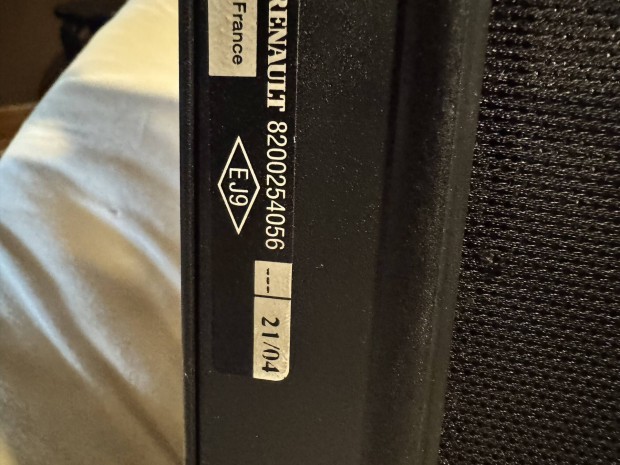 France
RENAULT 8200254056
EJ9
--- 21/04